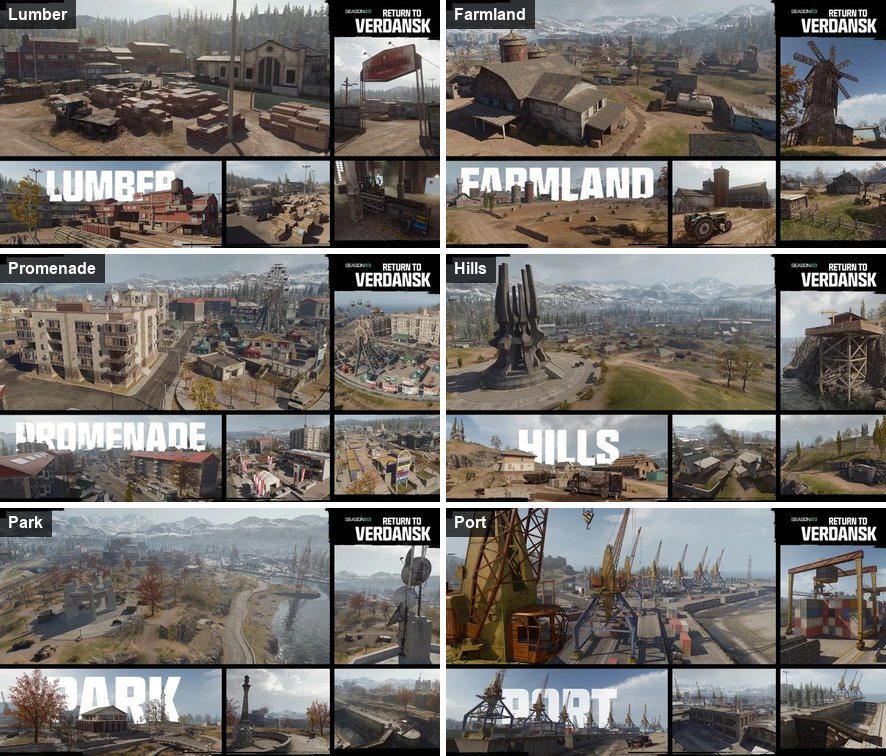 Lumber
SEASON 03
RETURN TO
VERDANSK
LUMBER
Farmland
SEASON 03
RETURN TO
VERDANSK
FARMLAND
Promenade
SEASON 03
RETURN TO
VERDANSK
PROMENADE
Hills
SEASON 03
RETURN TO
VERDANSK
HILLS
Park
SEASON 03
RETURN TO
VERDANSK
PARK
Port
SEASON 03
RETURN TO
VERDANSK
PORT